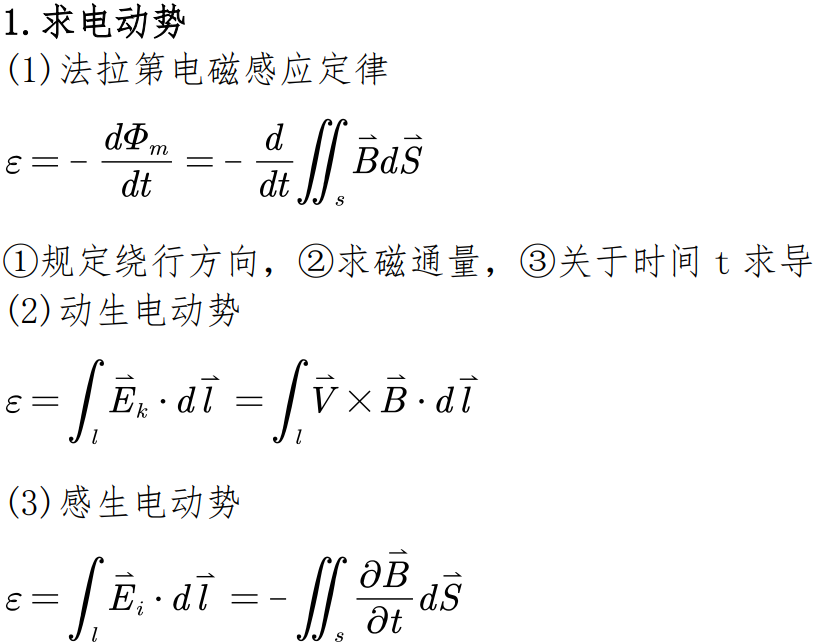 1.求电动势
(1)法拉第电磁感应定律
$\varepsilon = -\frac{d\Phi_m}{dt} = -\frac{d}{dt}\iint_s \vec{B}d\vec{S}$
①规定绕行方向，②求磁通量，③关于时间 t 求导
(2)动生电动势
$\varepsilon = \int_l \vec{E}_k \cdot d\vec{l} = \int_l \vec{V} \times \vec{B} \cdot d\vec{l}$
(3)感生电动势
$\varepsilon = \int_l \vec{E}_i \cdot d\vec{l} = -\iint_s \frac{\partial \vec{B}}{\partial t} d\vec{S}$